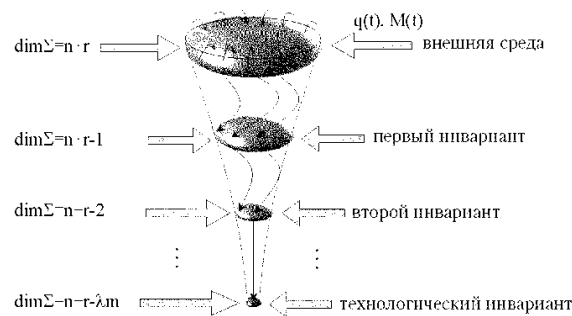 q(t). M(t)
dimΣ=n · r
внешняя среда
dimΣ=n · r-1
первый инвариант
dimΣ=n-r-2
второй инвариант
dimΣ=n-r-λm
технологический инвариант